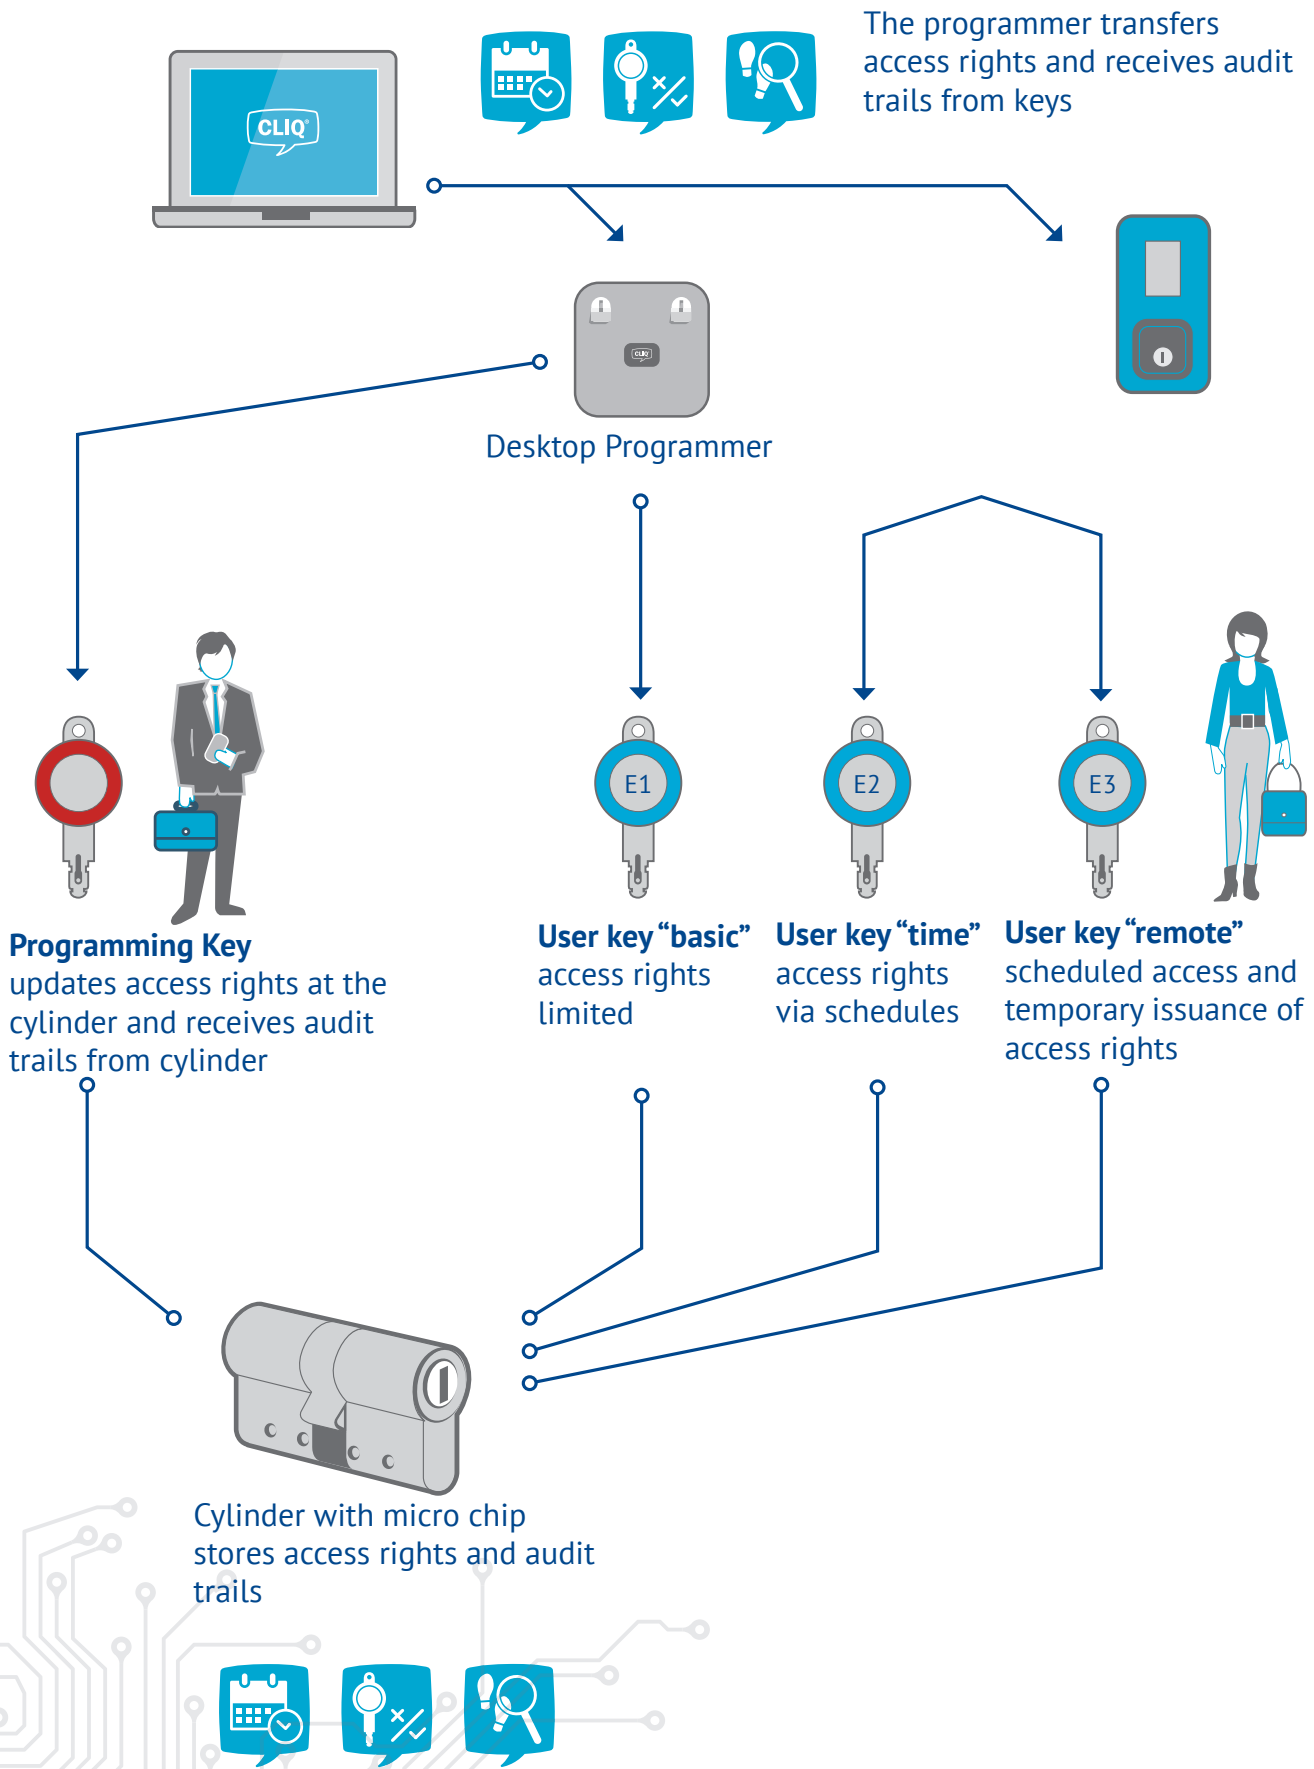 The programmer transfers
access rights and receives audit
trails from keys
CLIQ®
CLIQ
Desktop Programmer
E1
E2
E3
Programming Key
updates access rights at the
cylinder and receives audit
trails from cylinder
User key “basic”
access rights
limited
User key “time”
access rights
via schedules
User key “remote”
scheduled access and
temporary issuance of
access rights
Cylinder with micro chip
stores access rights and audit
trails